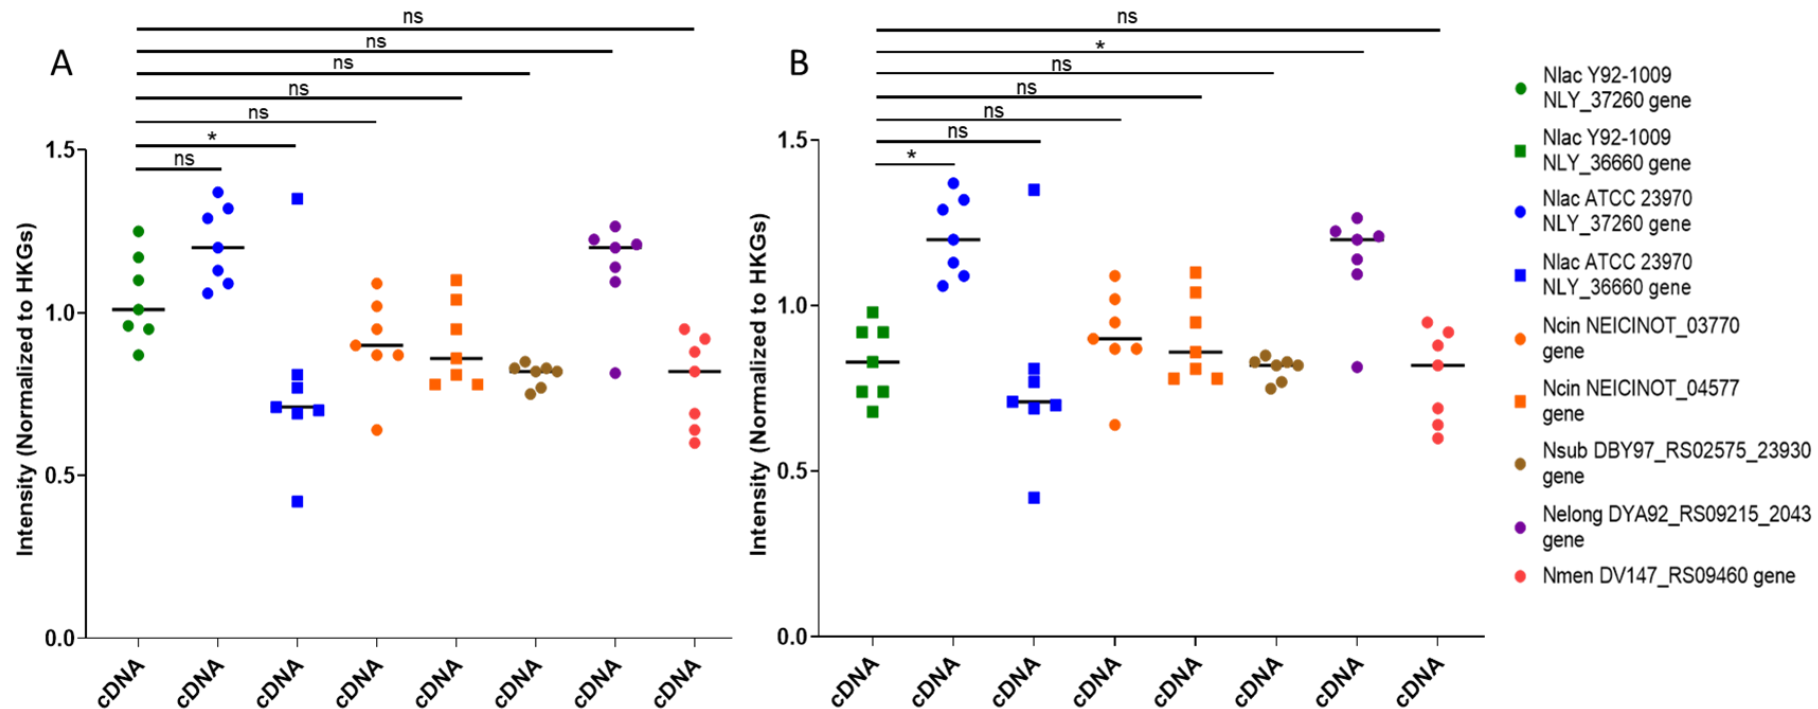 ns
ns
ns
ns
ns
*
ns
A
1.5
1.0
0.5
0.0
Intensity (Normalized to HKGs)
cDNA
cDNA
cDNA
cDNA
cDNA
cDNA
cDNA
cDNA
ns
*
ns
ns
ns
ns
*
B
1.5
1.0
0.5
0.0
Intensity (Normalized to HKGs)
cDNA
cDNA
cDNA
cDNA
cDNA
cDNA
cDNA
cDNA
Nlac Y92-1009
NLY_37260 gene
Nlac Y92-1009
NLY_36660 gene
Nlac ATCC 23970
NLY_37260 gene
Nlac ATCC 23970
NLY_36660 gene
Ncin NEICINOT_03770
gene
Ncin NEICINOT_04577
gene
Nsub DBY97_RS02575_23930
gene
Nelong DYA92_RS09215_2043
gene
Nmen DV147_RS09460 gene